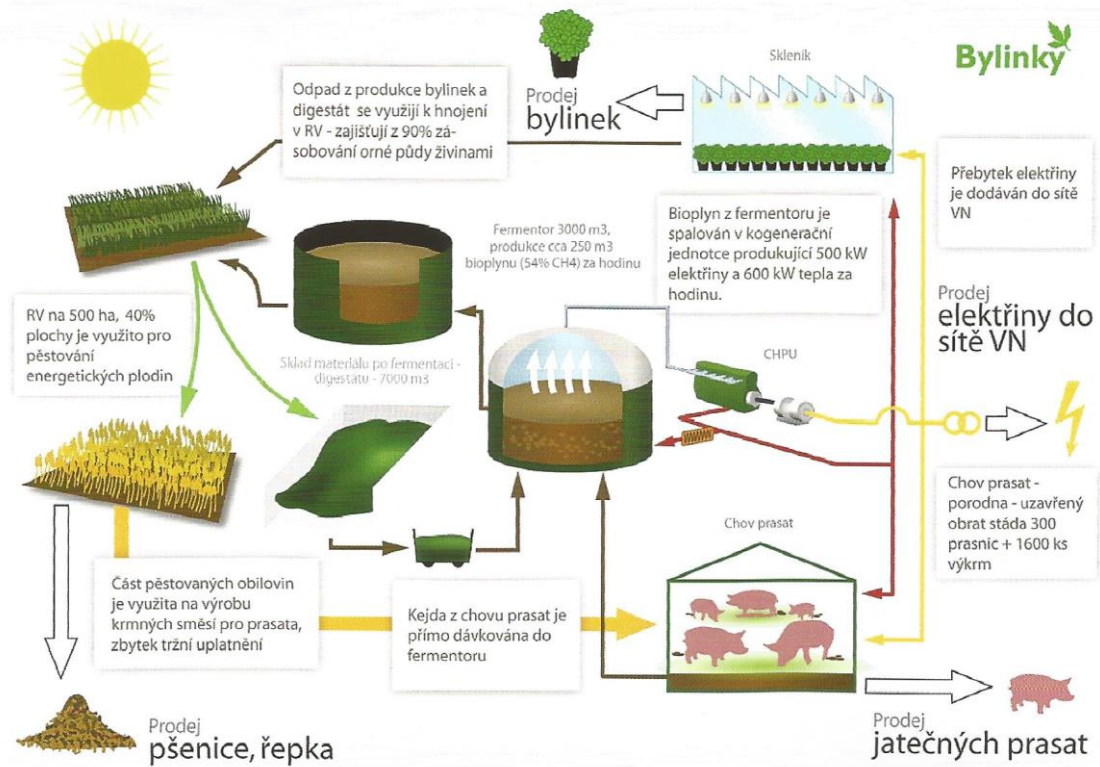 Bylinky
Skleník
Prodej
bylinek
Odpad z produkce bylinek a
digestát se využijí k hnojení
v RV - zajišťují z 90% zá-
sobování orné půdy živinami
Přebytek elektřiny
je dodáván do sítě
VN
Fermentor 3000 m3,
produkce cca 250 m3
bioplynu (54% CH4) za hodinu
Bioplyn z fermentoru je
spalován v kogenerační
jednotce produkující 500 kW
elektřiny a 600 kW tepla za
hodinu.
Prodej
elektřiny do
sítě VN
RV na 500 ha, 40%
plochy je využito pro
pěstování
energetických plodin
Sklad materiálu po fermentaci -
digestátu - 7000 m3
CHPU
Chov prasat -
porodna - uzavřený
obrat stáda 300
prasnic + 1600 ks
výkrm
Chov prasat
Část pěstovaných obilovin
je využita na výrobu
krmných směsí pro prasata,
zbytek tržní uplatnění
Kejda z chovu prasat je
přímo dávkována do
fermentoru
Prodej
pšenice, řepka
Prodej
jatečných prasat